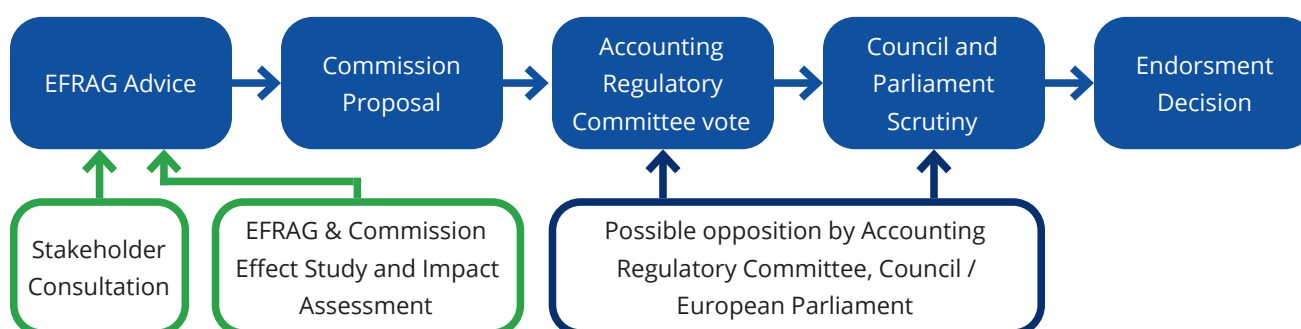 EFRAG Advice
Commission
Proposal
Accounting
Regulatory
Committee vote
Council and
Parliament
Scrutiny
Endorsment
Decision
Stakeholder
Consultation
EFRAG & Commission
Effect Study and Impact
Assessment
Possible opposition by Accounting
Regulatory Committee, Council /
European Parliament